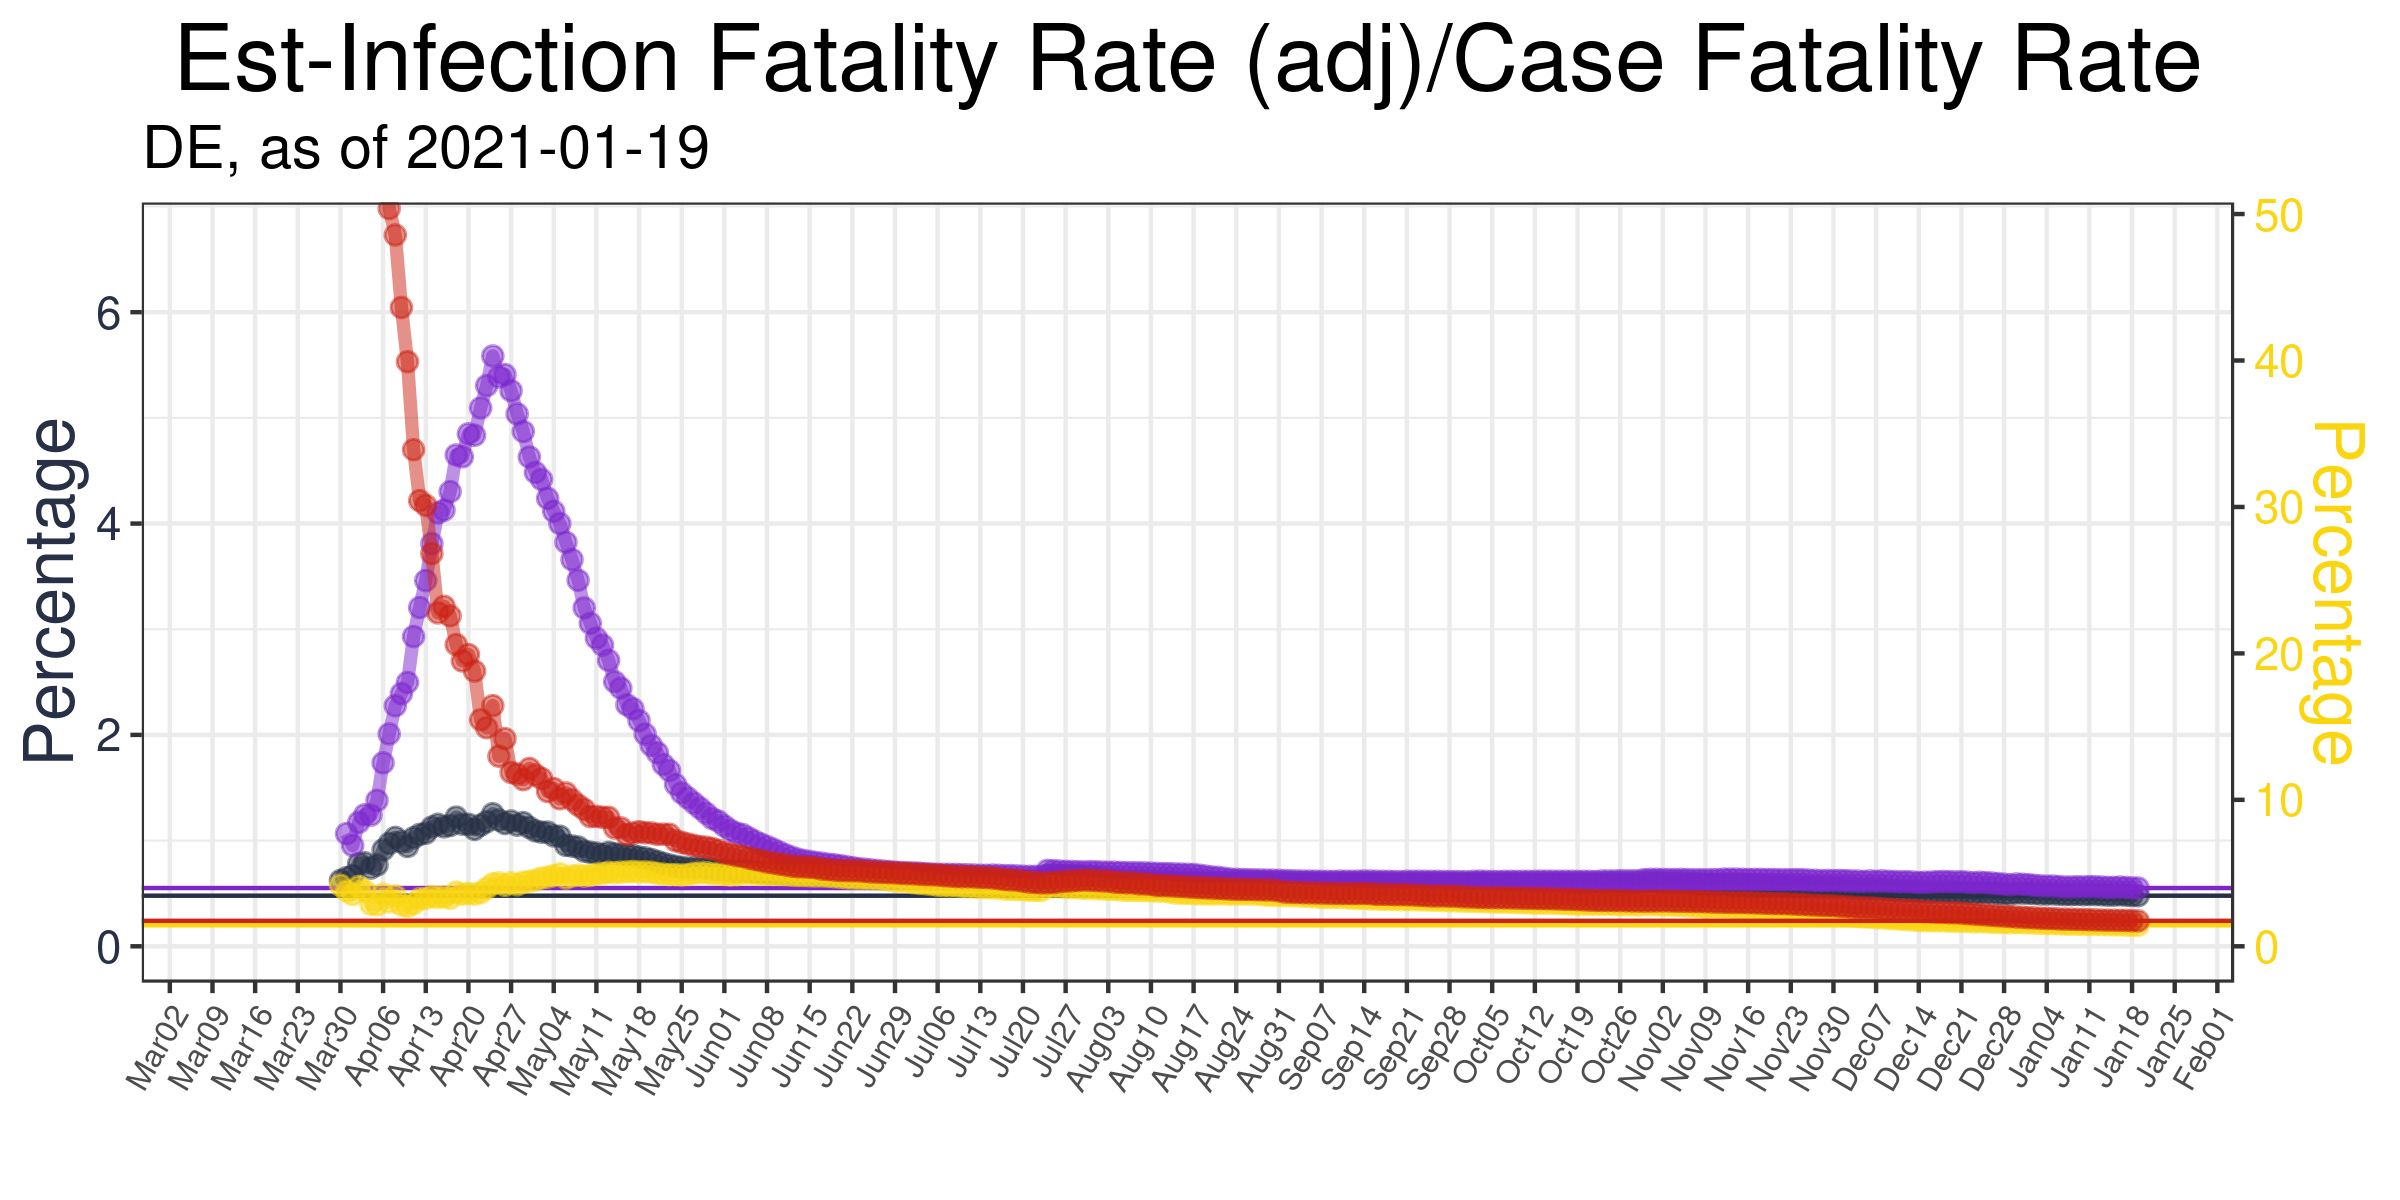 Est-Infection Fatality Rate (adj)/Case Fatality Rate
DE, as of 2021-01-19
Percentage
6
4
2
0
50
40
30
20
10
0
Percentage
Mar02
Mar09
Mar16
Mar23
Mar30
Apr06
Apr13
Apr20
Apr27
May04
May11
May18
May25
Jun01
Jun08
Jun15
Jun22
Jun29
Jul06
Jul13
Jul20
Jul27
Aug03
Aug10
Aug17
Aug24
Aug31
Sep07
Sep14
Sep21
Sep28
Oct05
Oct12
Oct19
Oct26
Nov02
Nov09
Nov16
Nov23
Nov30
Dec07
Dec14
Dec21
Dec28
Jan04
Jan11
Jan18
Jan25
Feb01